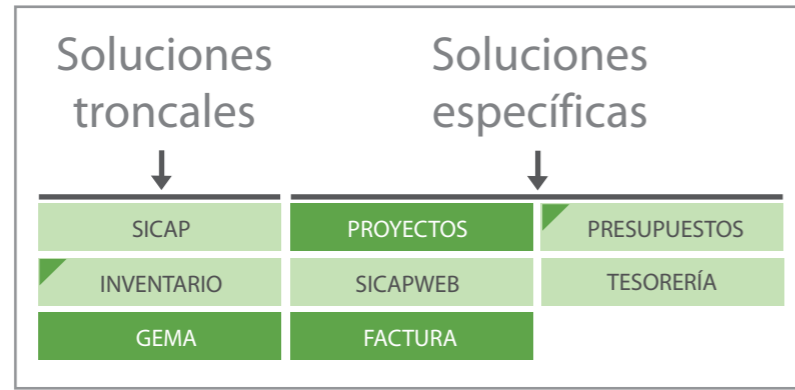 Soluciones
troncales
Soluciones
específicas
SICAP
INVENTARIO
GEMA
PROYECTOS
SICAPWEB
FACTURA
PRESUPUESTOS
TESORERÍA